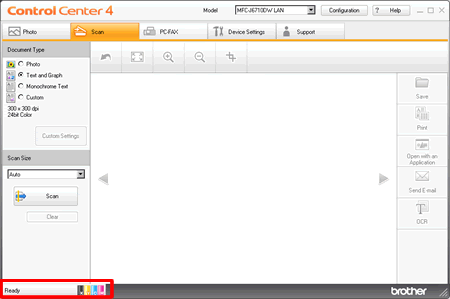 Control Center 4
Model
MFC-J6710DW LAN
Configuration
? Help
Photo
Scan
PC-FAX
Device Settings
Support
Document Type
Photo
Text and Graph
Monochrome Text
Custom
300 x 300 dpi
24bit Color
Custom Settings
Scan Size
Auto
Scan
Clear
Save
Print
Open with an
Application
Send E-mail
OCR
Ready
brother